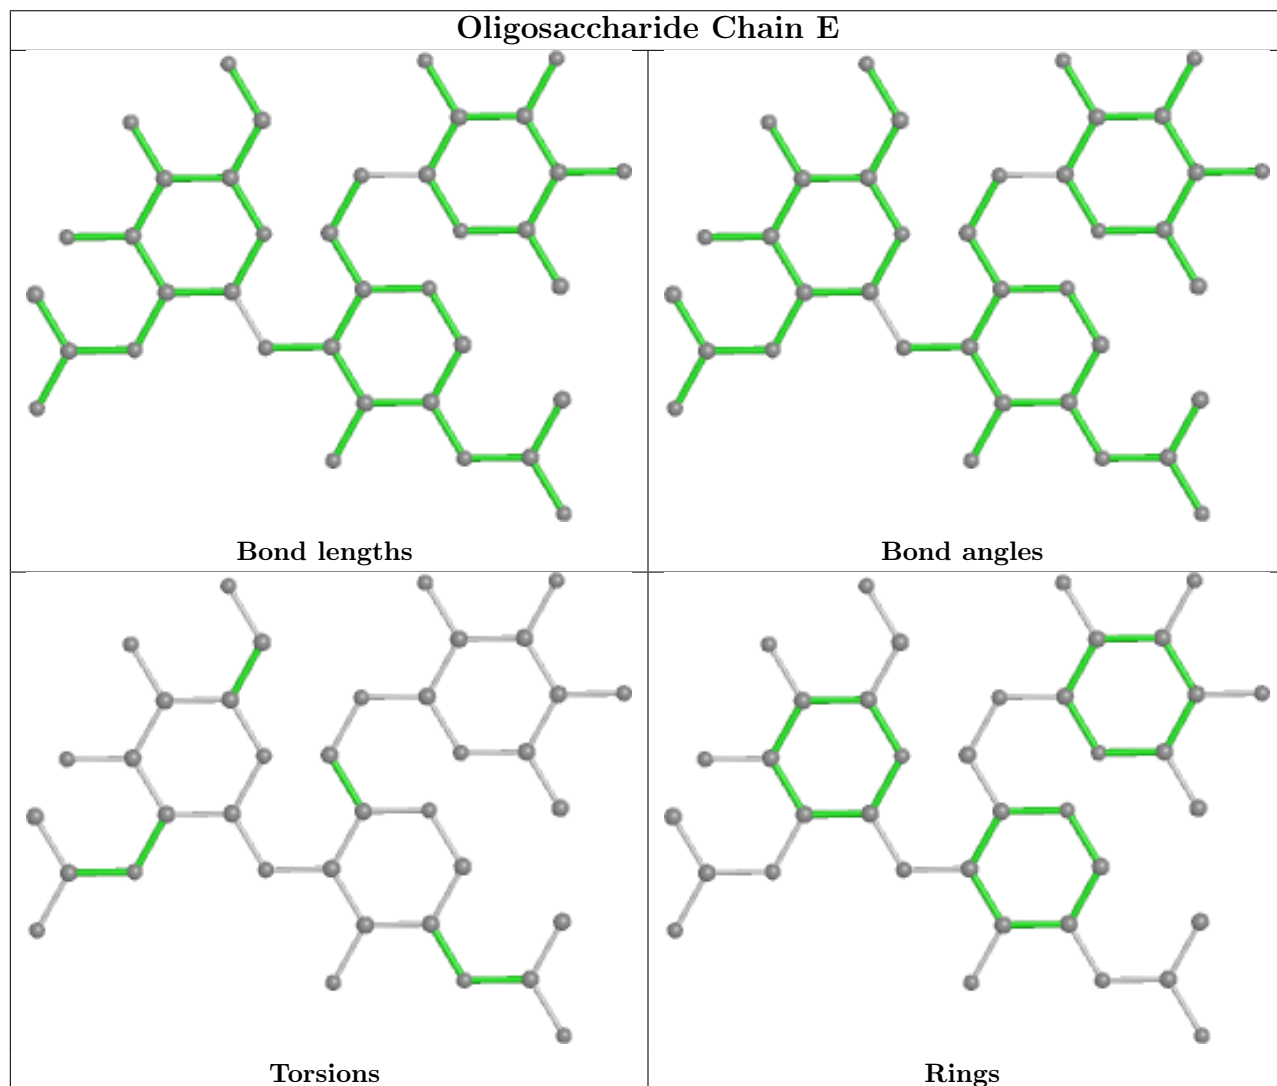 Oligosaccharide Chain E
Bond lengths
Bond angles
Torsions
Rings